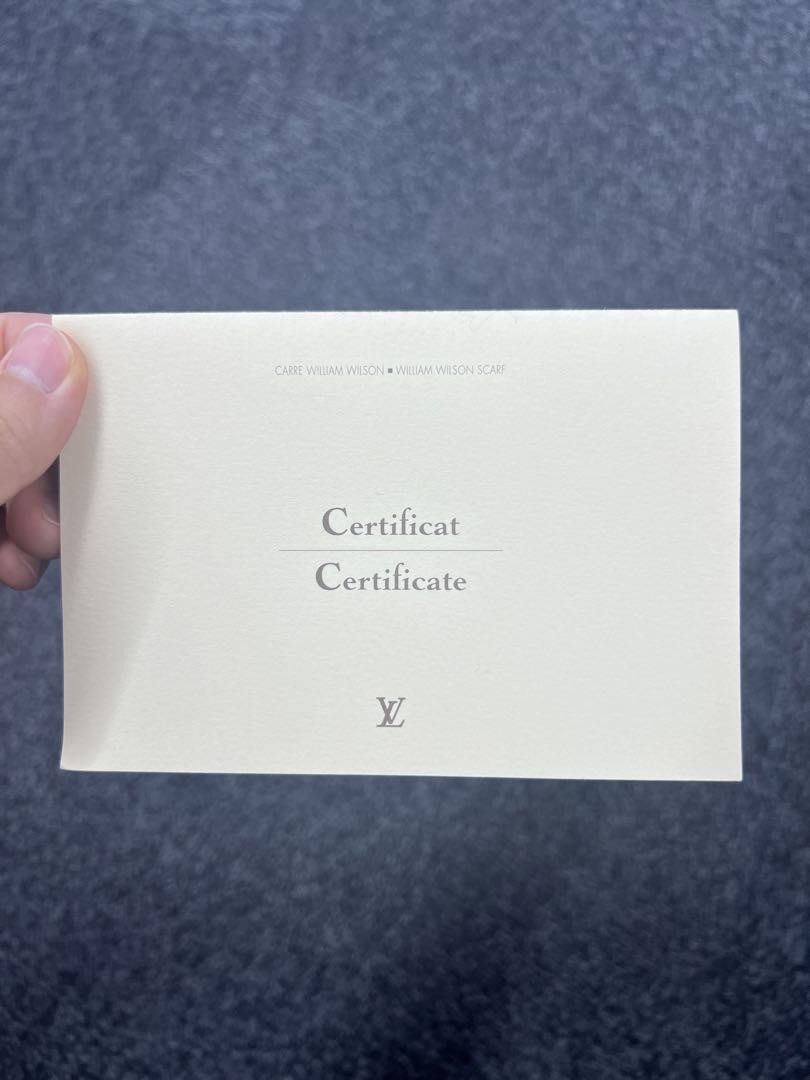 CARRE WILLIAM WILSON ▪ WILLIAM WILSON SCARF
Certificat
Certificate
LV